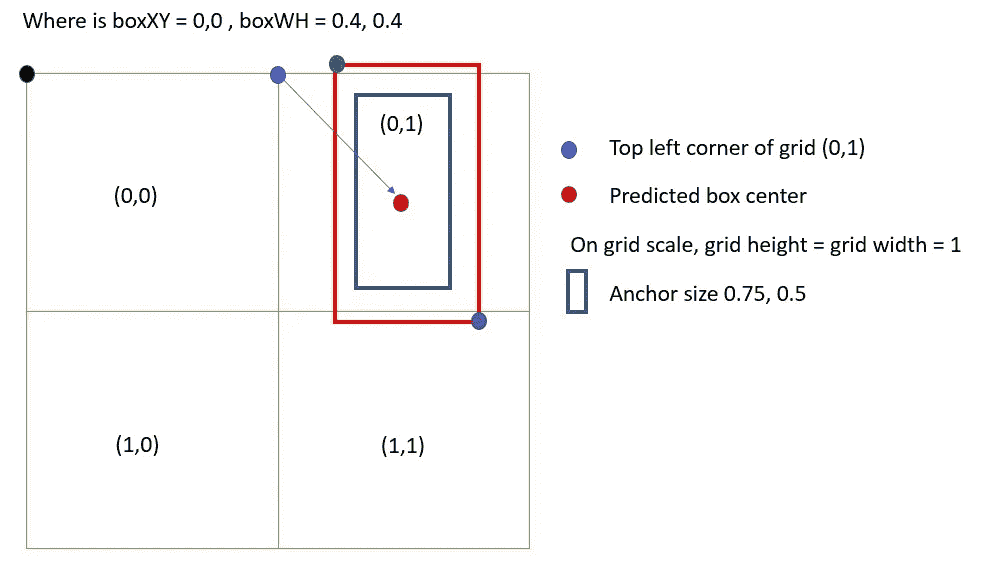 Where is boxXY = 0,0 , boxWH = 0.4, 0.4
(0,1)
(0,0)
Top left corner of grid (0,1)
Predicted box center
On grid scale, grid height = grid width = 1
Anchor size 0.75, 0.5
(1,0)
(1,1)